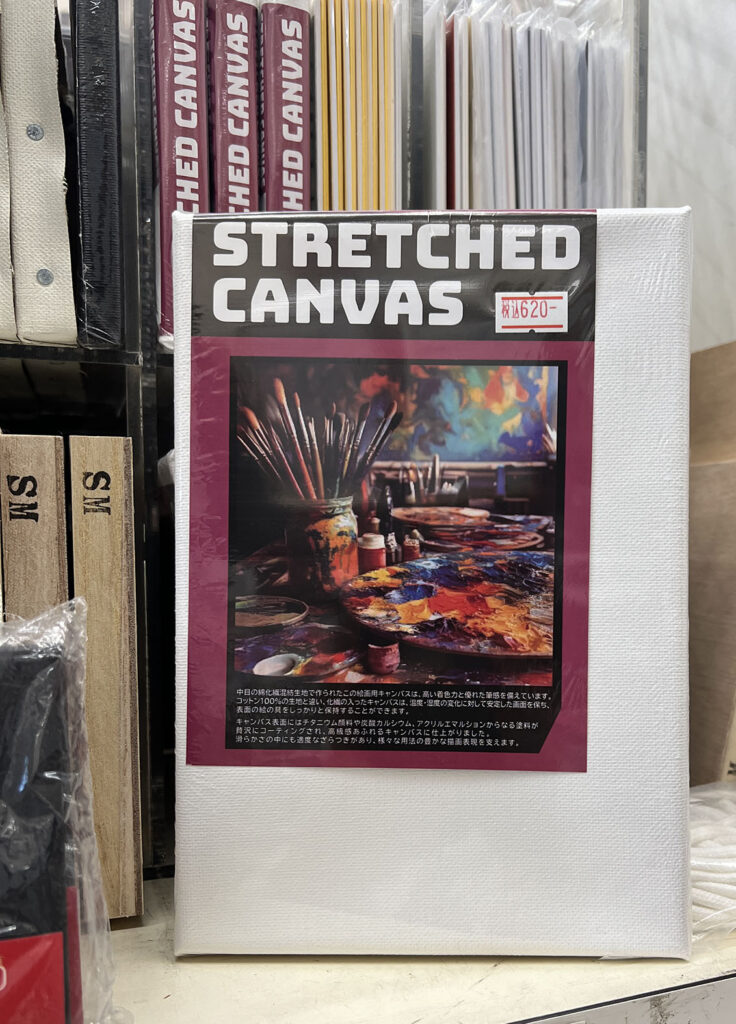 STRETCHED CANVAS
CHED CANVAS
CHED CANVAS
STRETCHED
CANVAS
税込620-
SM
SM
中目の綿化繊混紡生地で作られたこの絵画用キャンバスは、高い着色力と優れた筆感を備えています。
コットン100%の生地と違い、化繊の入ったキャンバスは、温度・湿度の変化に対して安定した画面を保ち、
表面の絵の具をしっかりと保持することができます。
キャンバス表面にはチタニウム顔料や炭酸カルシウム、アクリルエマルションからなる塗料が
贅沢にコーティングされ、高級感あふれるキャンバスに仕上がりました。
滑らかさの中にも適度なざらつきがあり、様々な用法の豊かな描画表現を支えます。